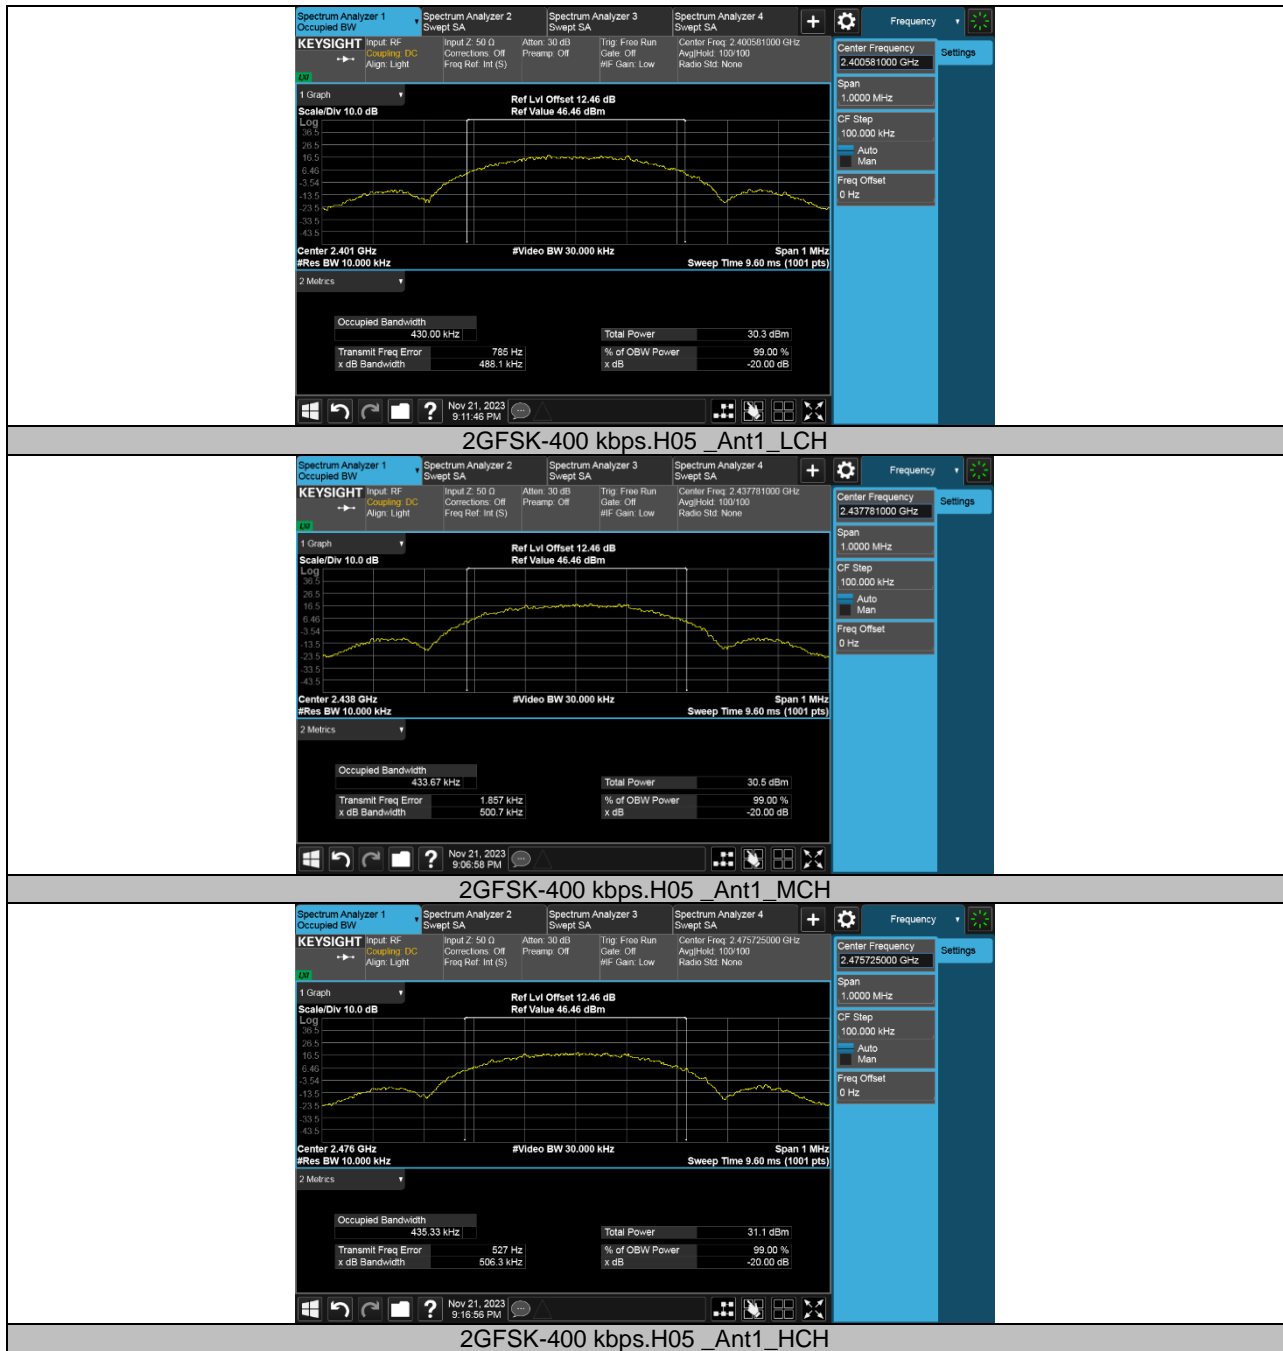 Spectrum Analyzer 1
Occupied BW
Spectrum Analyzer 2
Swept SA
Spectrum Analyzer 3
Swept SA
Spectrum Analyzer 4
Swept SA
+
Frequency
KEYSIGHT
Input: RF
Coupling: DC
Align: Light
Input Z: 50 Ω
Corrections: Off
Freq Ref: Int (S)
Atten: 30 dB
Preamp: Off
Trig: Free Run
Gate: Off
#IF Gain: Low
Center Freq: 2.400581000 GHz
Avg|Hold: 100/100
Radio Std: None
LXI
Center Frequency
2.400581000 GHz
Settings
Span
1.0000 MHz
CF Step
100.000 kHz
Auto
Man
Freq Offset
0 Hz
1 Graph
Scale/Div 10.0 dB
Ref Lvl Offset 12.46 dB
Ref Value 46.46 dBm
Log
36.5
26.5
16.5
6.46
-3.54
-13.5
-23.5
-33.5
-43.5
Center 2.401 GHz
#Video BW 30.000 kHz
Span 1 MHz
#Res BW 10.000 kHz
Sweep Time 9.60 ms (1001 pts)
2 Metrics
Occupied Bandwidth
430.00 kHz
Total Power 30.3 dBm
Transmit Freq Error 785 Hz
% of OBW Power 99.00 %
x dB Bandwidth 488.1 kHz
x dB -20.00 dB
?
Nov 21, 2023
9:11:46 PM
2GFSK-400 kbps.H05 _Ant1_LCH
Spectrum Analyzer 1
Occupied BW
Spectrum Analyzer 2
Swept SA
Spectrum Analyzer 3
Swept SA
Spectrum Analyzer 4
Swept SA
+
Frequency
KEYSIGHT
Input: RF
Coupling: DC
Align: Light
Input Z: 50 Ω
Corrections: Off
Freq Ref: Int (S)
Atten: 30 dB
Preamp: Off
Trig: Free Run
Gate: Off
#IF Gain: Low
Center Freq: 2.437781000 GHz
Avg|Hold: 100/100
Radio Std: None
LXI
Center Frequency
2.437781000 GHz
Settings
Span
1.0000 MHz
CF Step
100.000 kHz
Auto
Man
Freq Offset
0 Hz
1 Graph
Scale/Div 10.0 dB
Ref Lvl Offset 12.46 dB
Ref Value 46.46 dBm
Log
36.5
26.5
16.5
6.46
-3.54
-13.5
-23.5
-33.5
-43.5
Center 2.438 GHz
#Video BW 30.000 kHz
Span 1 MHz
#Res BW 10.000 kHz
Sweep Time 9.60 ms (1001 pts)
2 Metrics
Occupied Bandwidth
433.67 kHz
Total Power 30.5 dBm
Transmit Freq Error 1.857 kHz
% of OBW Power 99.00 %
x dB Bandwidth 500.7 kHz
x dB -20.00 dB
?
Nov 21, 2023
9:06:58 PM
2GFSK-400 kbps.H05 _Ant1_MCH
Spectrum Analyzer 1
Occupied BW
Spectrum Analyzer 2
Swept SA
Spectrum Analyzer 3
Swept SA
Spectrum Analyzer 4
Swept SA
+
Frequency
KEYSIGHT
Input: RF
Coupling: DC
Align: Light
Input Z: 50 Ω
Corrections: Off
Freq Ref: Int (S)
Atten: 30 dB
Preamp: Off
Trig: Free Run
Gate: Off
#IF Gain: Low
Center Freq: 2.475725000 GHz
Avg|Hold: 100/100
Radio Std: None
LXI
Center Frequency
2.475725000 GHz
Settings
Span
1.0000 MHz
CF Step
100.000 kHz
Auto
Man
Freq Offset
0 Hz
1 Graph
Scale/Div 10.0 dB
Ref Lvl Offset 12.46 dB
Ref Value 46.46 dBm
Log
36.5
26.5
16.5
6.46
-3.54
-13.5
-23.5
-33.5
-43.5
Center 2.476 GHz
#Video BW 30.000 kHz
Span 1 MHz
#Res BW 10.000 kHz
Sweep Time 9.60 ms (1001 pts)
2 Metrics
Occupied Bandwidth
435.33 kHz
Total Power 31.1 dBm
Transmit Freq Error 527 Hz
% of OBW Power 99.00 %
x dB Bandwidth 506.3 kHz
x dB -20.00 dB
?
Nov 21, 2023
9:16:56 PM
2GFSK-400 kbps.H05 _Ant1_HCH